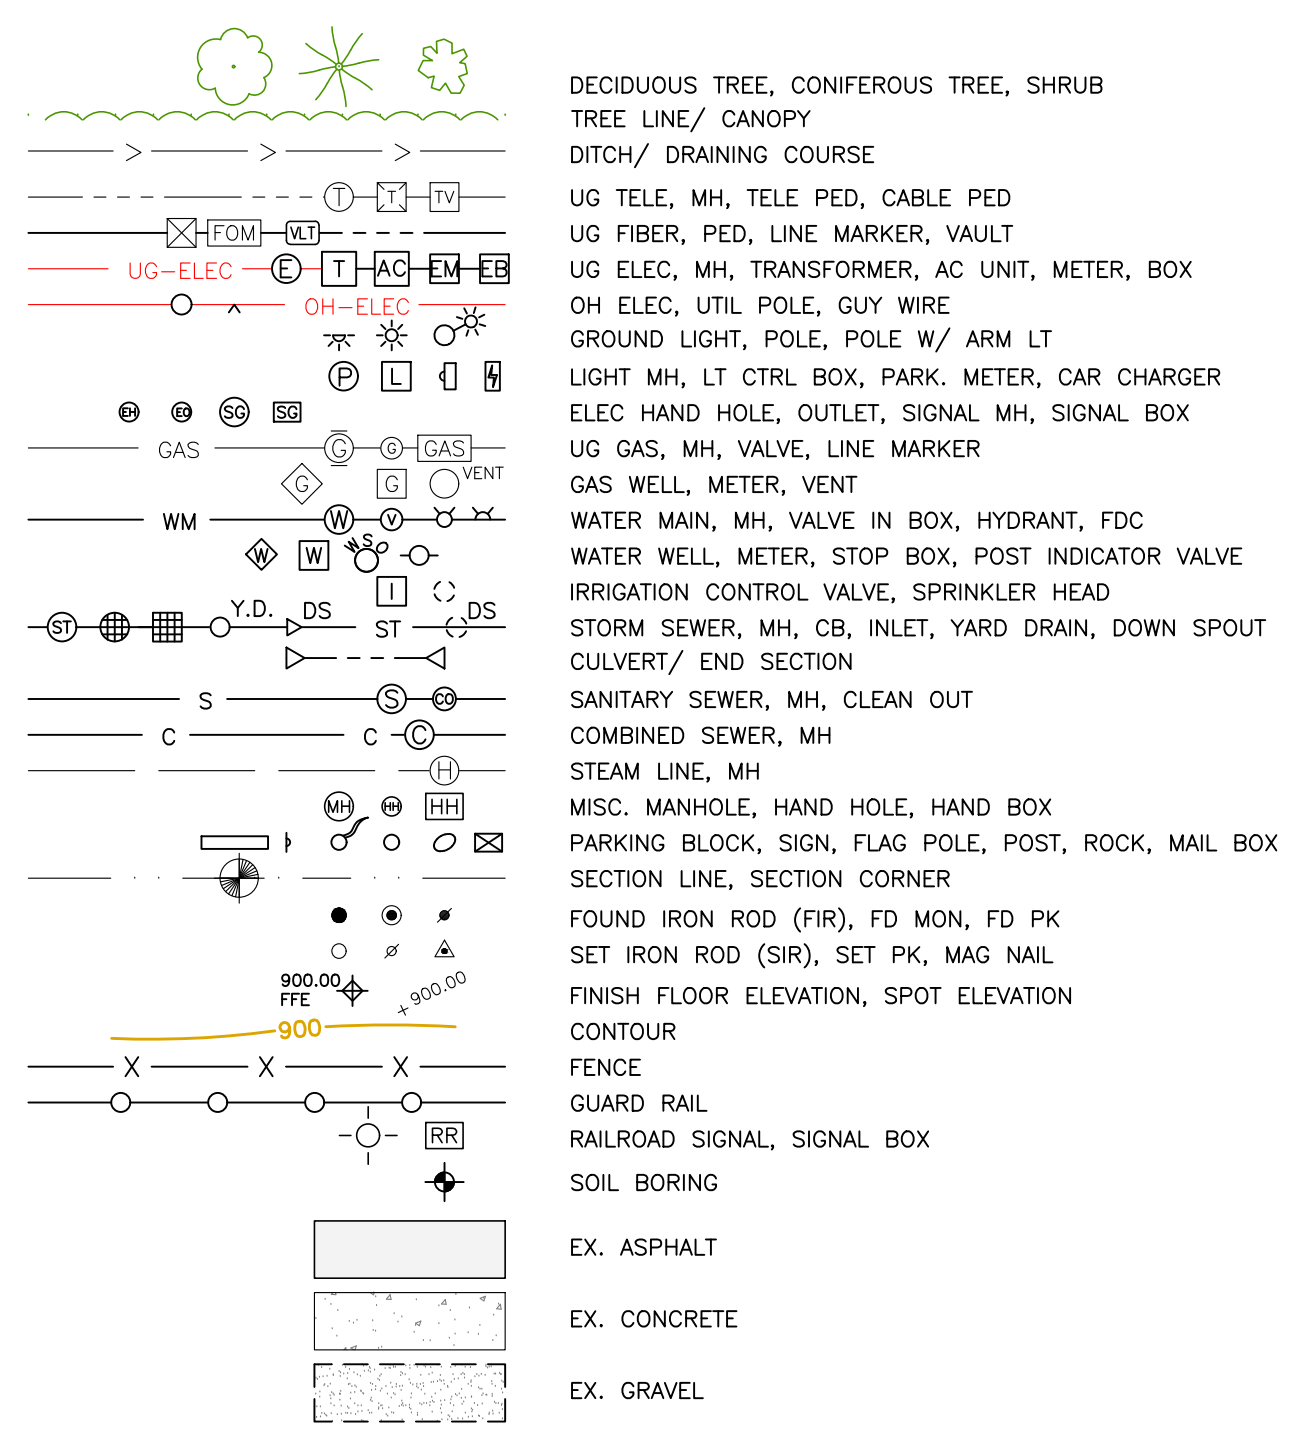 DECIDUOUS TREE, CONIFEROUS TREE, SHRUB
TREE LINE/ CANOPY
DITCH/ DRAINING COURSE
T T TV UG TELE, MH, TELE PED, CABLE PED
FOM VLT UG FIBER, PED, LINE MARKER, VAULT
UG-ELEC E T AC EM EB UG ELEC, MH, TRANSFORMER, AC UNIT, METER, BOX
OH-ELEC OH ELEC, UTIL POLE, GUY WIRE
GROUND LIGHT, POLE, POLE W/ ARM LT
P L LIGHT MH, LT CTRL BOX, PARK. METER, CAR CHARGER
EH EO SG SG ELEC HAND HOLE, OUTLET, SIGNAL MH, SIGNAL BOX
GAS G G GAS UG GAS, MH, VALVE, LINE MARKER
G G VENT GAS WELL, METER, VENT
WM W V WATER MAIN, MH, VALVE IN BOX, HYDRANT, FDC
W W WSO WATER WELL, METER, STOP BOX, POST INDICATOR VALVE
I IRRIGATION CONTROL VALVE, SPRINKLER HEAD
ST Y.D. DS ST DS STORM SEWER, MH, CB, INLET, YARD DRAIN, DOWN SPOUT
CULVERT/ END SECTION
S S CO SANITARY SEWER, MH, CLEAN OUT
C C C COMBINED SEWER, MH
H STEAM LINE, MH
MH HH HH MISC. MANHOLE, HAND HOLE, HAND BOX
PARKING BLOCK, SIGN, FLAG POLE, POST, ROCK, MAIL BOX
SECTION LINE, SECTION CORNER
FOUND IRON ROD (FIR), FD MON, FD PK
SET IRON ROD (SIR), SET PK, MAG NAIL
900.00 FFE +900.00 FINISH FLOOR ELEVATION, SPOT ELEVATION
900 CONTOUR
X X X FENCE
GUARD RAIL
RR RAILROAD SIGNAL, SIGNAL BOX
SOIL BORING
EX. ASPHALT
EX. CONCRETE
EX. GRAVEL